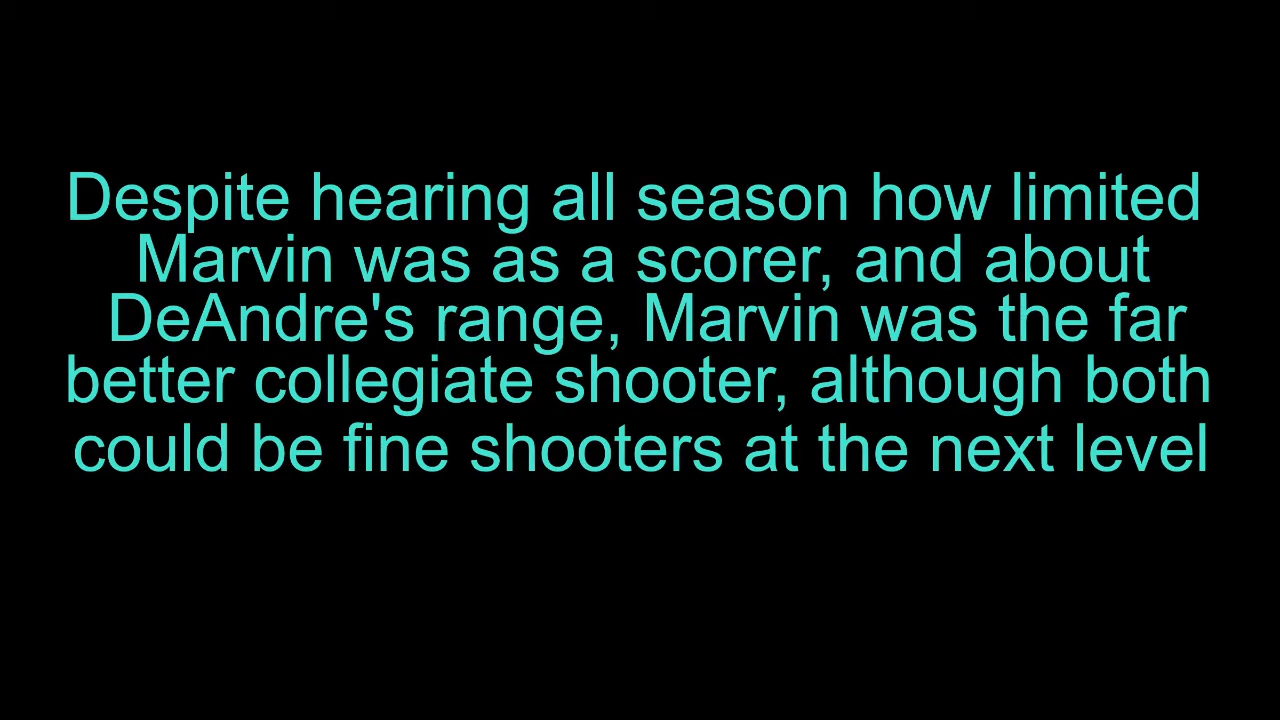 Despite hearing all season how limited
Marvin was as a scorer, and about
DeAndre's range, Marvin was the far
better collegiate shooter, although both
could be fine shooters at the next level